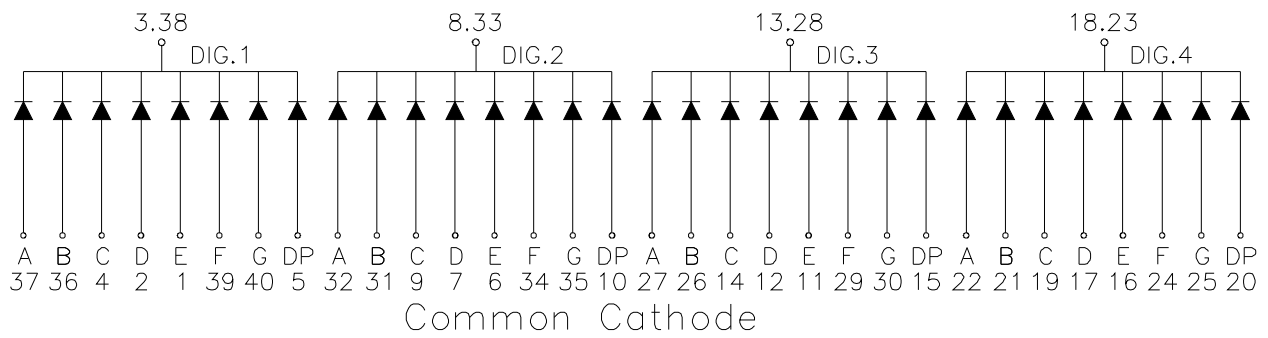 3.38 8.33 13.28 18.23
DIG.1 DIG.2 DIG.3 DIG.4
A B C D E F G DP A B C D E F G DP A B C D E F G DP A B C D E F G DP
37 36 4 2 1 39 40 5 32 31 9 7 6 34 35 10 27 26 14 12 11 29 30 15 22 21 19 17 16 24 25 20
Common Cathode